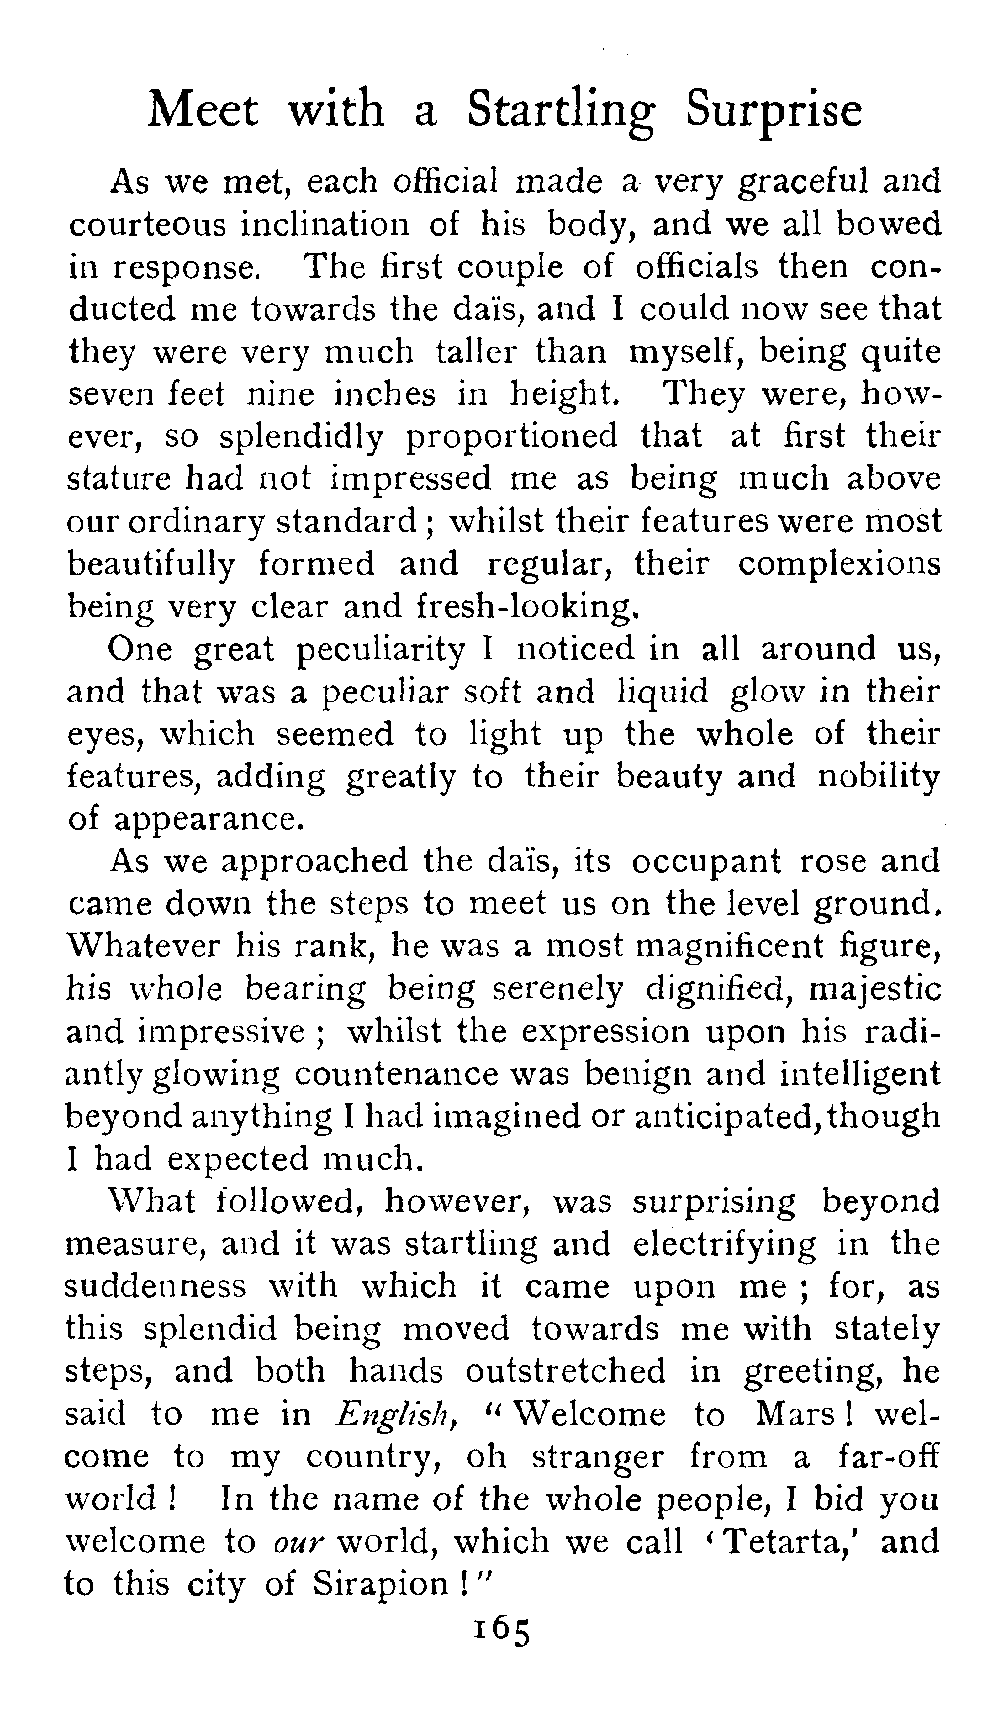 Meet with a Startling Surprise
As we met, each official made a very graceful and
courteous inclination of his body, and we all bowed
in response. The first couple of officials then con-
ducted me towards the daïs, and I could now see that
they were very much taller than myself, being quite
seven feet nine inches in height. They were, how-
ever, so splendidly proportioned that at first their
stature had not impressed me as being much above
our ordinary standard ; whilst their features were most
beautifully formed and regular, their complexions
being very clear and fresh-looking.
One great peculiarity I noticed in all around us,
and that was a peculiar soft and liquid glow in their
eyes, which seemed to light up the whole of their
features, adding greatly to their beauty and nobility
of appearance.
As we approached the daïs, its occupant rose and
came down the steps to meet us on the level ground.
Whatever his rank, he was a most magnificent figure,
his whole bearing being serenely dignified, majestic
and impressive ; whilst the expression upon his radi-
antly glowing countenance was benign and intelligent
beyond anything I had imagined or anticipated,though
I had expected much.
What followed, however, was surprising beyond
measure, and it was startling and electrifying in the
suddenness with which it came upon me ; for, as
this splendid being moved towards me with stately
steps, and both hands outstretched in greeting, he
said to me in English, “ Welcome to Mars ! wel-
come to my country, oh stranger from a far-off
world ! In the name of the whole people, I bid you
welcome to our world, which we call ‘ Tetarta,’ and
to this city of Sirapion ! ”
165